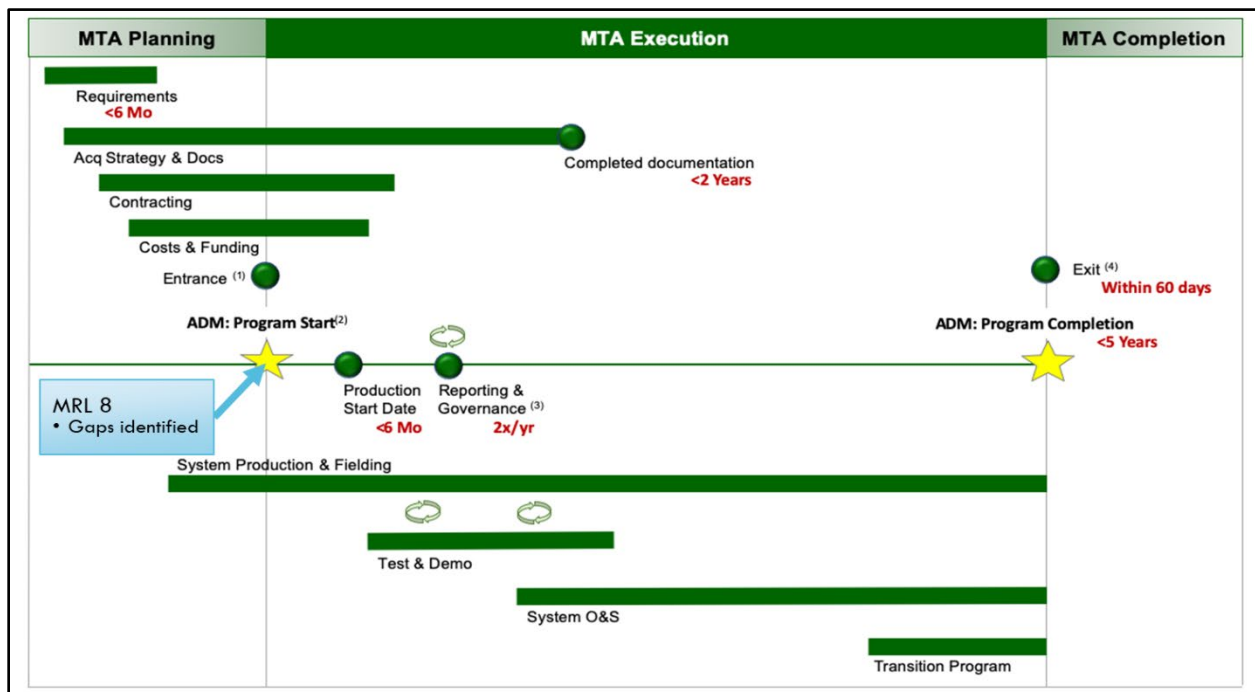 MTA Planning
MTA Execution
MTA Completion
Requirements
<6 Mo
Acq Strategy & Docs
Completed documentation
<2 Years
Contracting
Costs & Funding
Entrance (1)
Exit (4)
Within 60 days
ADM: Program Start(2)
ADM: Program Completion
<5 Years
MRL 8
• Gaps identified
Production
Start Date
<6 Mo
Reporting &
Governance (3)
2x/yr
System Production & Fielding
Test & Demo
System O&S
Transition Program